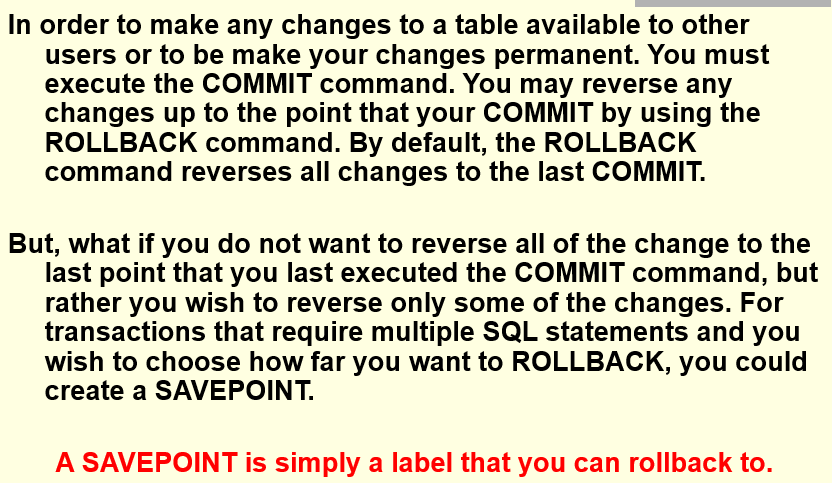 In order to make any changes to a table available to other
users or to be make your changes permanent. You must
execute the COMMIT command. You may reverse any
changes up to the point that your COMMIT by using the
ROLLBACK command. By default, the ROLLBACK
command reverses all changes to the last COMMIT.
But, what if you do not want to reverse all of the change to the
last point that you last executed the COMMIT command, but
rather you wish to reverse only some of the changes. For
transactions that require multiple SQL statements and you
wish to choose how far you want to ROLLBACK, you could
create a SAVEPOINT.
A SAVEPOINT is simply a label that you can rollback to.